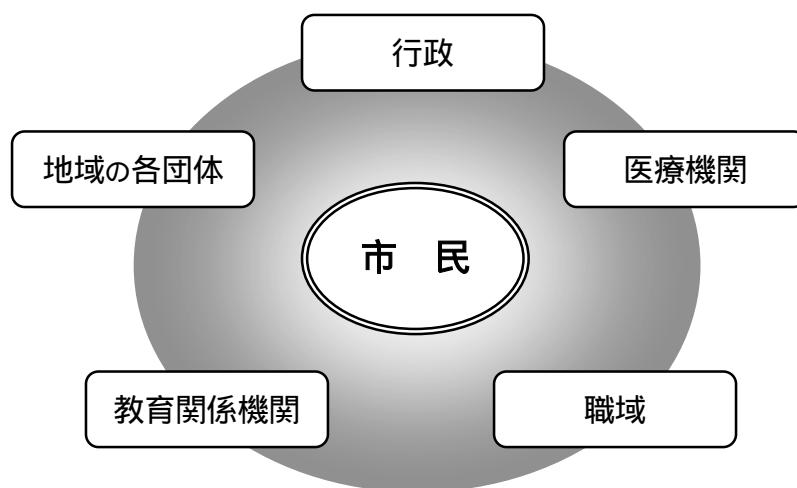 行政
地域の各団体
医療機関
市　民
教育関係機関
職域